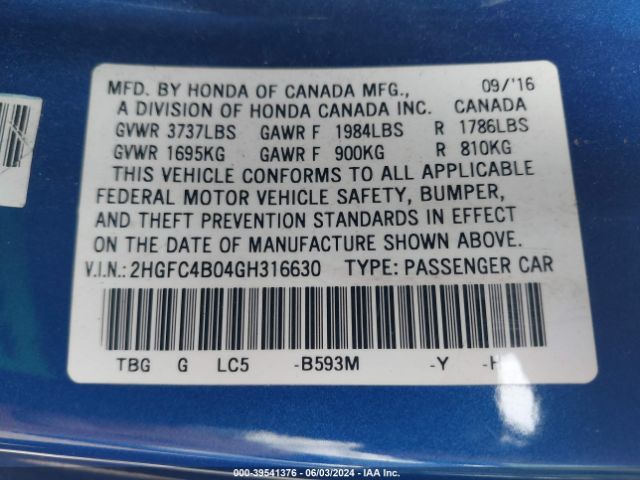 MFD. BY HONDA OF CANADA MFG., 09/'16
A DIVISION OF HONDA CANADA INC. CANADA
GVWR 3737LBS GAWR F 1984LBS R 1786LBS
GVWR 1695KG GAWR F 900KG R 810KG
THIS VEHICLE CONFORMS TO ALL APPLICABLE
FEDERAL MOTOR VEHICLE SAFETY, BUMPER,
AND THEFT PREVENTION STANDARDS IN EFFECT
ON THE DATE OF MANUFACTURE SHOWN ABOVE.
V.I.N.: 2HGFC4B04GH316630 TYPE: PASSENGER CAR
TBG G LC5 -B593M -Y -H
000-39541376 | 06/03/2024 - IAA Inc.